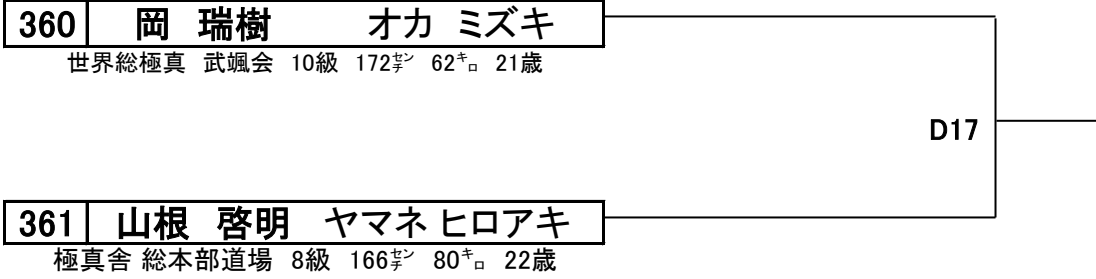 360 岡 瑞樹 オカ ミズキ
世界総極真 武颯会 10級 172㌢ 62㌔ 21歳
D17
361 山根 啓明 ヤマネ ヒロアキ
極真舎 総本部道場 8級 166㌢ 80㌔ 22歳